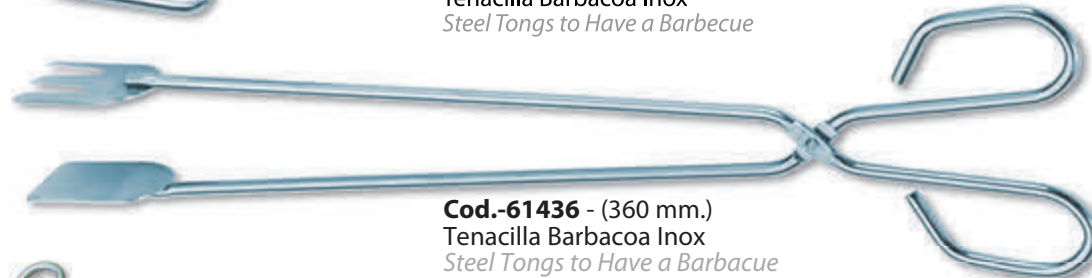 Tenacilla Barbacoa Inox
Steel Tongs to Have a Barbecue
Cod.-61436 - (360 mm.)
Tenacilla Barbacoa Inox
Steel Tongs to Have a Barbacue